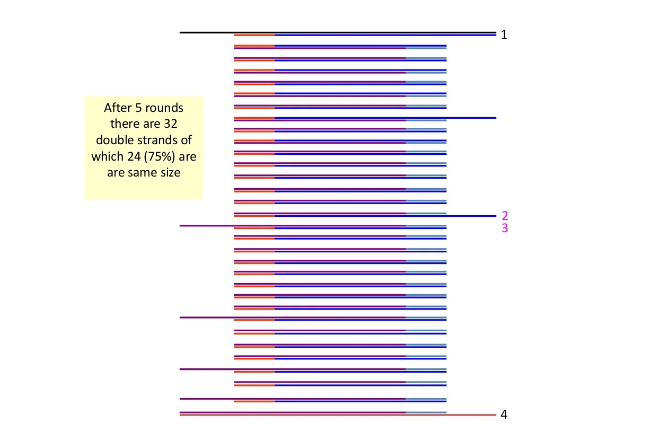 1
After 5 rounds
there are 32
double strands of
which 24 (75%) are
are same size
2
3
4